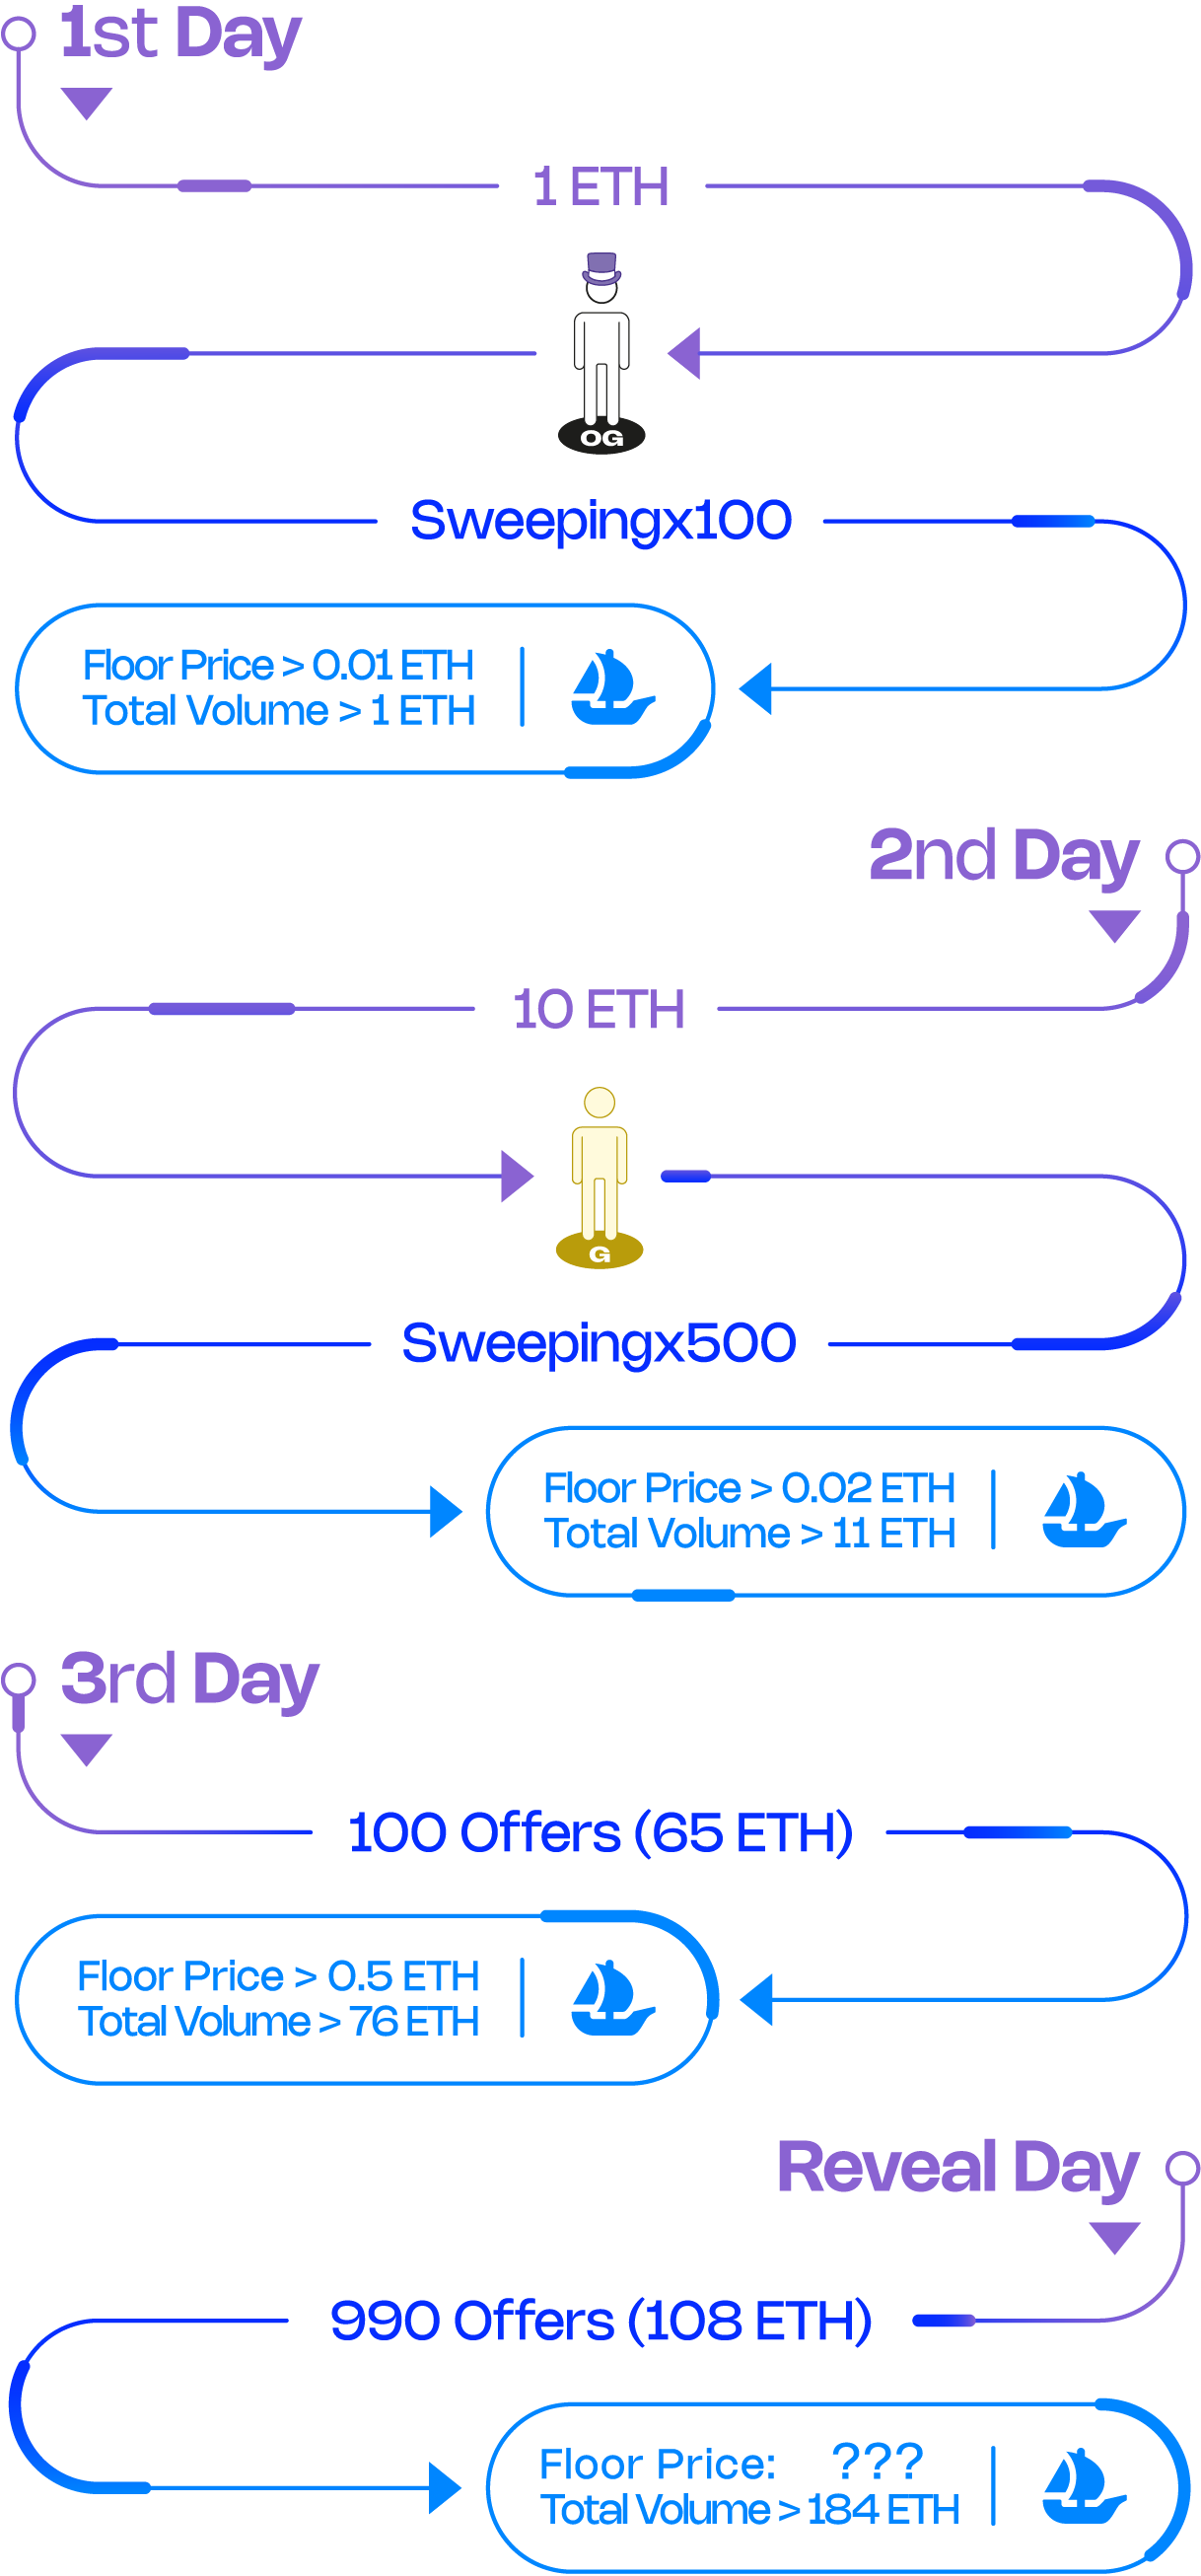 1st Day
1 ETH
OG
Sweepingx100
Floor Price > 0.01 ETH
Total Volume > 1 ETH
2nd Day
10 ETH
G
Sweepingx500
Floor Price > 0.02 ETH
Total Volume > 11 ETH
3rd Day
100 Offers (65 ETH)
Floor Price > 0.5 ETH
Total Volume > 76 ETH
Reveal Day
990 Offers (108 ETH)
Floor Price: ???
Total Volume > 184 ETH